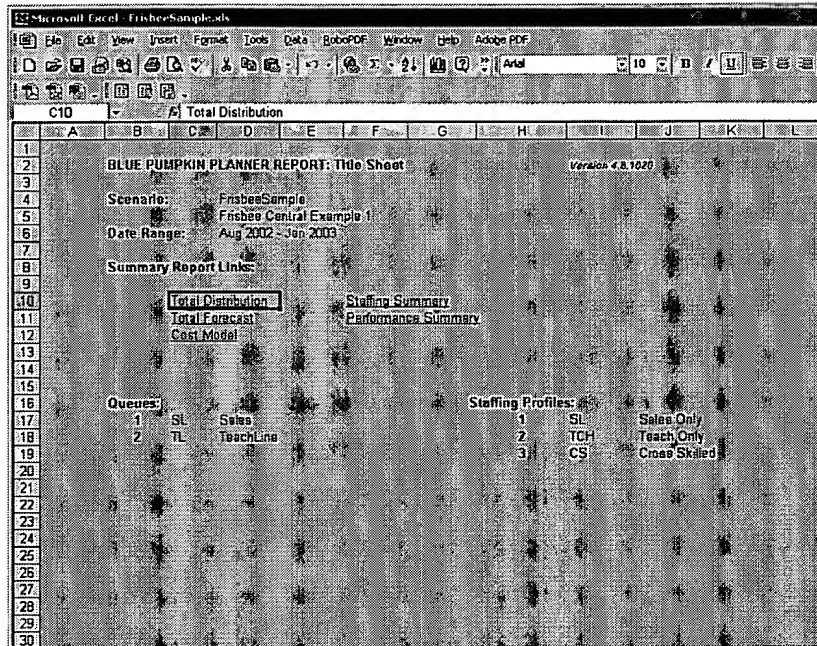 Microsoft Excel - FrisbeeSample.xls
File Edit View Insert Format Tools Data RoboPDF Window Help Adobe PDF
Arial 10 B I U
C10 fx Total Distribution
A B C D E F G H I J K L
1
2 BLUE PUMPKIN PLANNER REPORT: Title Sheet Version 4.8.1020
3
4 Scenario: FrisbeeSample
5 Frisbee Central Example 1
6 Date Range: Aug 2002 - Jan 2003
7
8 Summary Report Links:
9
10 Total Distribution Staffing Summary
11 Total Forecast Performance Summary
12 Cost Model
13
14
15
16 Queues: Staffing Profiles:
17 1 SL Sales 1 SL Sales Only
18 2 TL TeachLine 2 TCH Teach Only
19 3 CS Cross Skilled
20
21
22
23
24
25
26
27
28
29
30